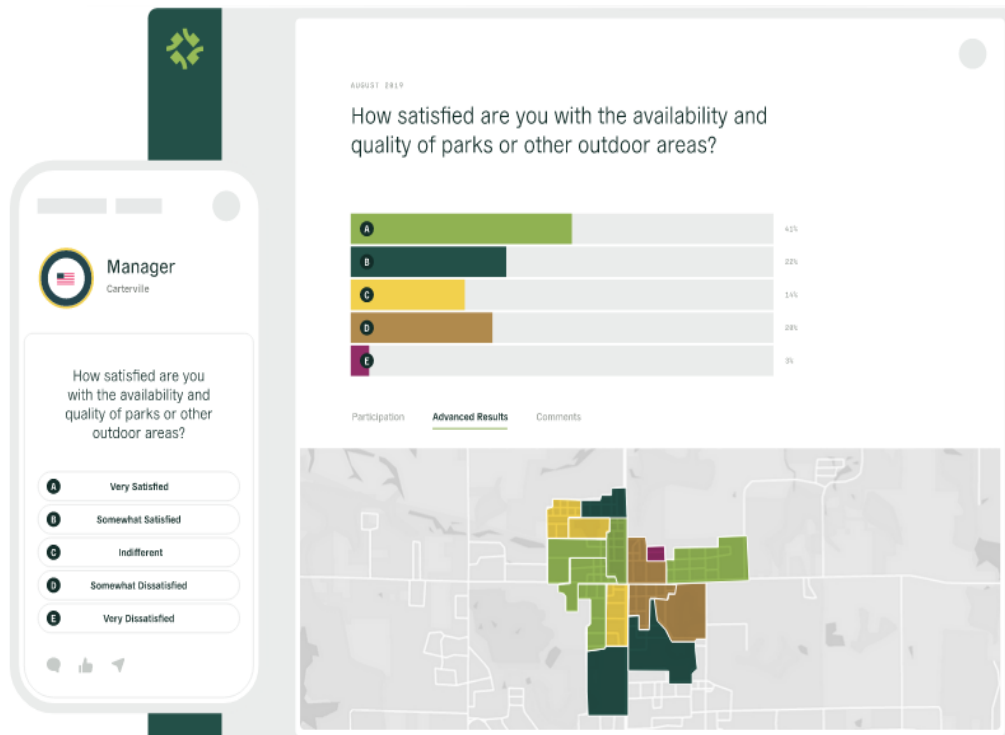 AUGUST 2019
How satisfied are you with the availability and
quality of parks or other outdoor areas?
A 41%
B 22%
C 14%
D 20%
E 3%
Participation Advanced Results Comments
Manager
Carterville
How satisfied are you
with the availability and
quality of parks or other
outdoor areas?
A Very Satisfied
B Somewhat Satisfied
C Indifferent
D Somewhat Dissatisfied
E Very Dissatisfied